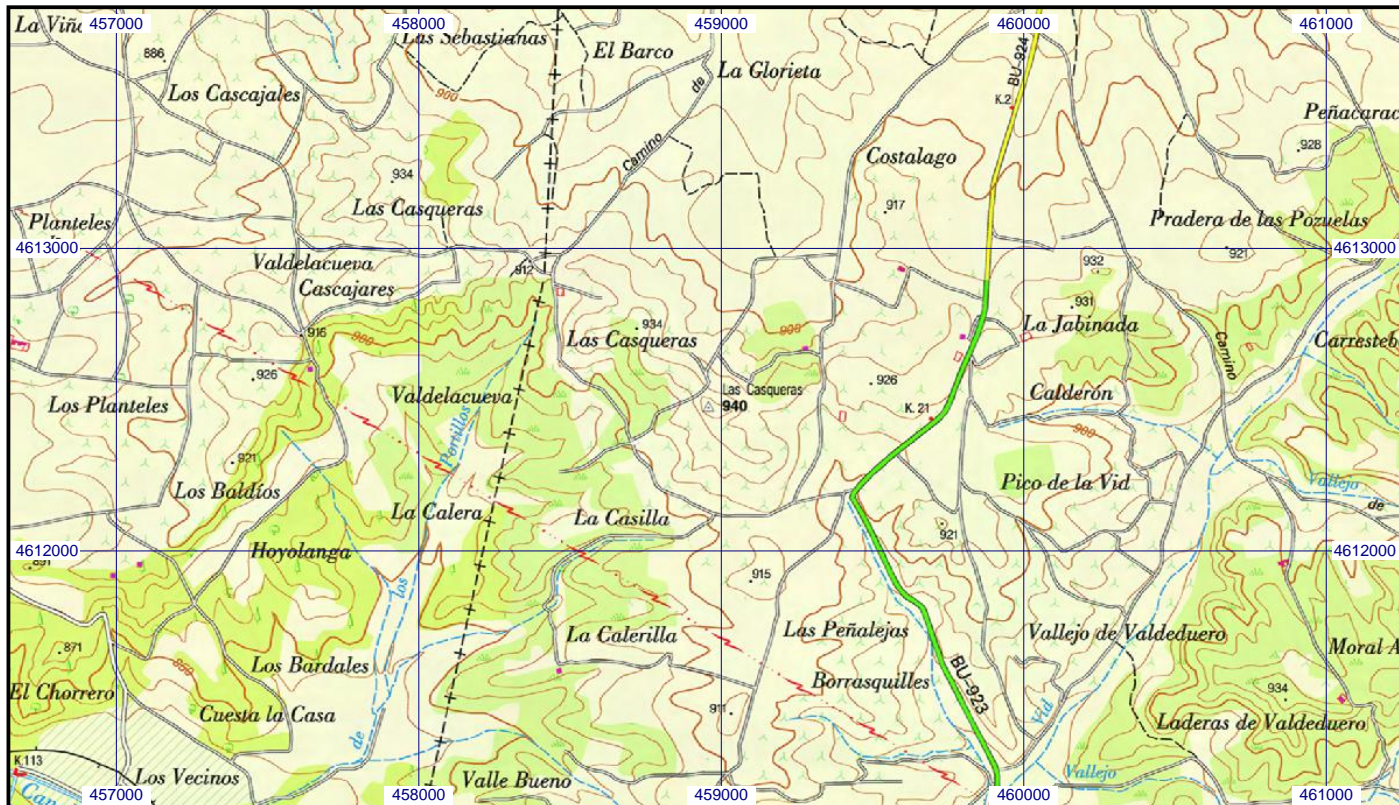 457000
458000
459000
460000
461000
La Viña
Las Sebastianas
El Barco
La Glorieta
BU-924
886
Los Cascajales
900
de
K.2
Peñacarac
Camino
Costalago
928
934
917
Las Casqueras
Planteles
Pradera de las Pozuelas
4613000
4613000
921
Valdelacueva
912
932
Cascajares
931
La Jabinada
916
900
934
900
Las Casqueras
Camino
Carresteb
926
926
Las Casqueras
940
Valdelacueva
Calderón
Los Planteles
K. 21
Portillos
900
921
Los Baldíos
Pico de la Vid
Vallejo
La Calera
La Casilla
de
921
4612000
Hoyolanga
4612000
891
los
915
871
La Calerilla
Las Peñalejas
Vallejo de Valdeduero
Moral A
Los Bardales
El Chorrero
Borrasquilles
BU-923
934
Cuesta la Casa
911
Vid
Laderas de Valdeduero
de
K.113
Los Vecinos
Valle Bueno
Vallejo
Can
457000
458000
459000
460000
461000